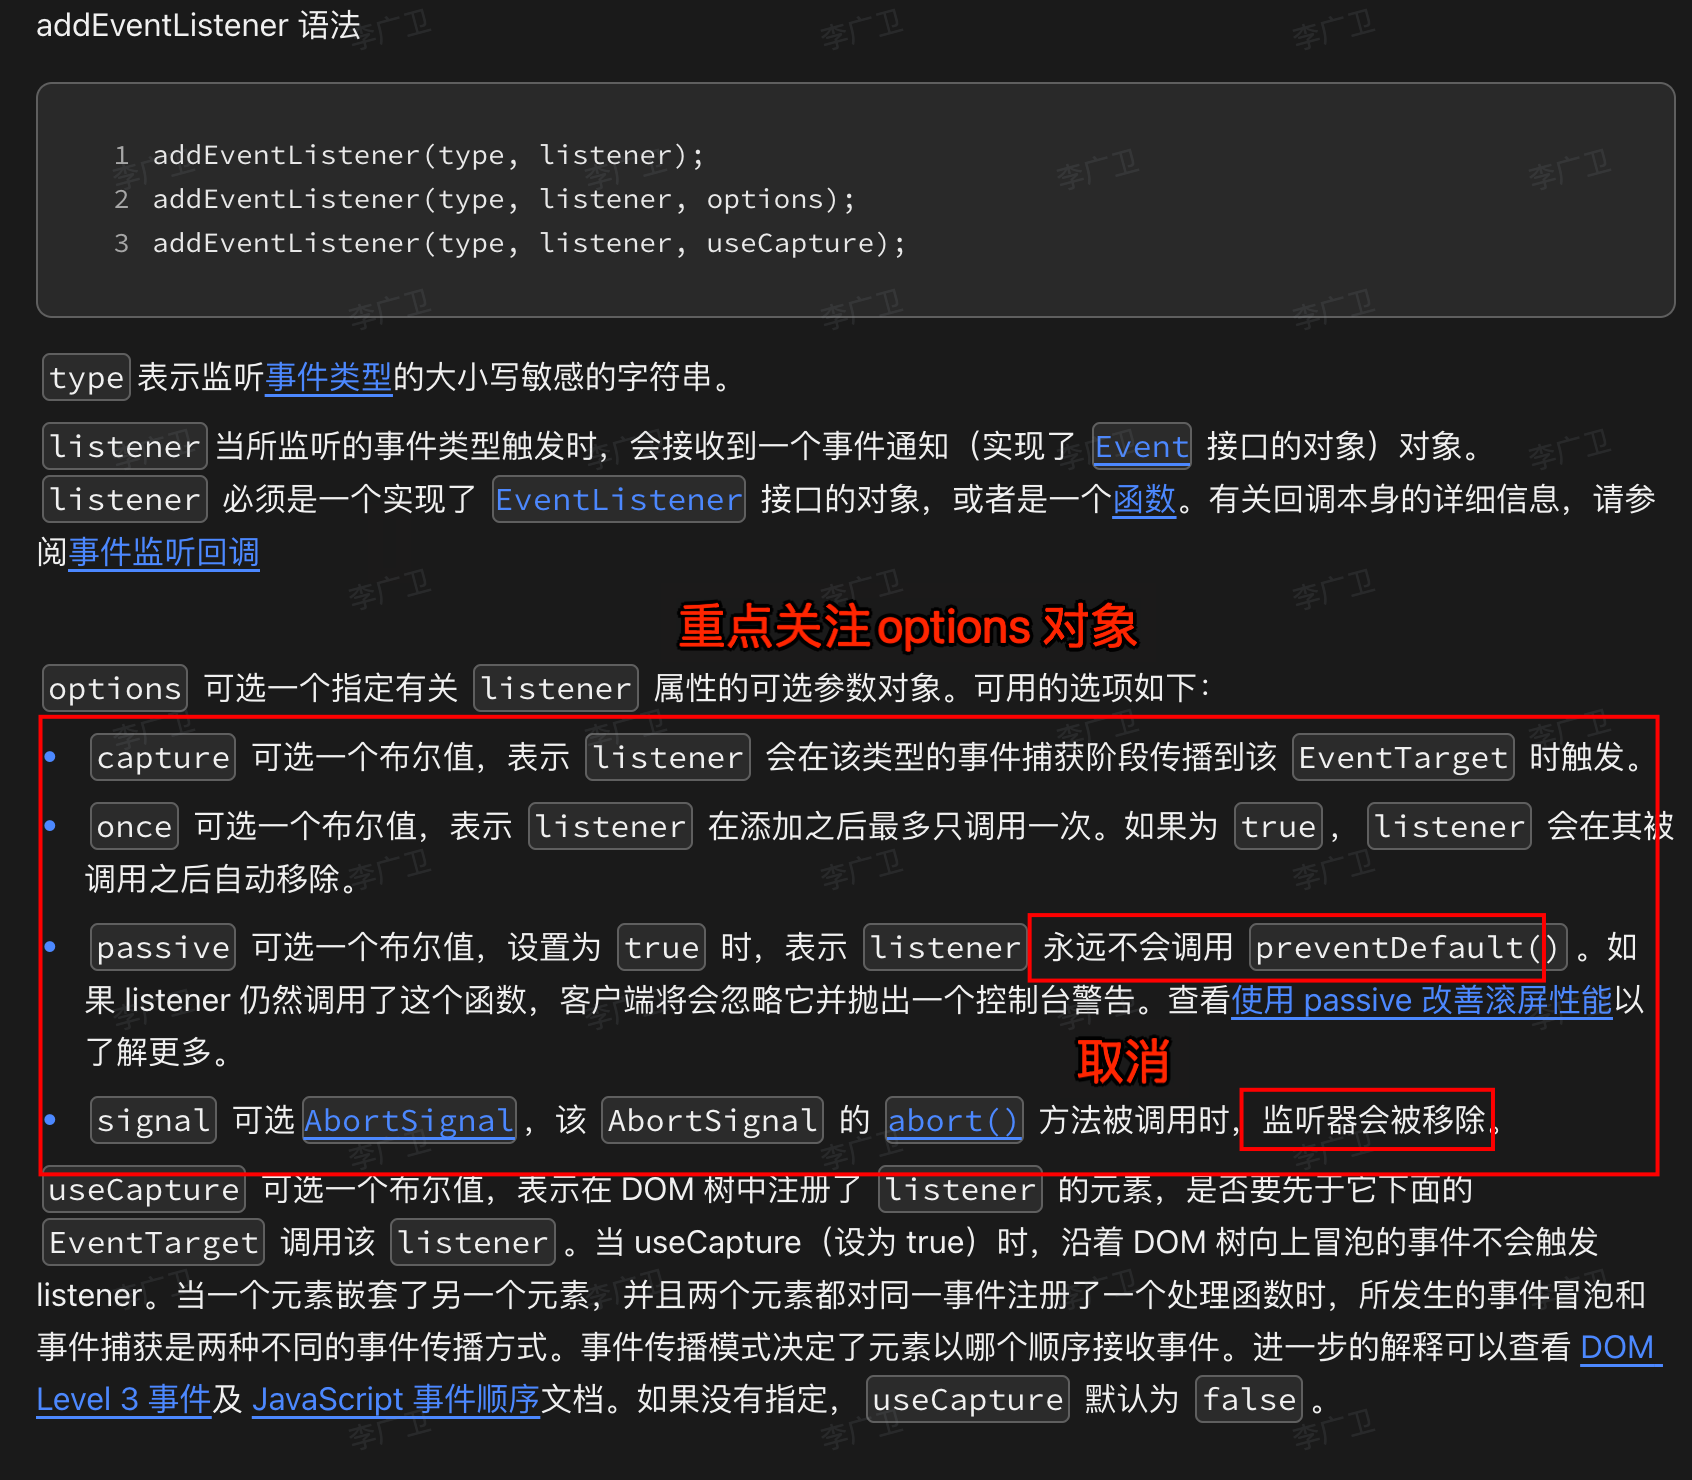 addEventListener 语法
1 addEventListener(type, listener);
2 addEventListener(type, listener, options);
3 addEventListener(type, listener, useCapture);
type 表示监听事件类型的大小写敏感的字符串。
listener 当所监听的事件类型触发时，会接收到一个事件通知（实现了 Event 接口的对象）对象。
listener 必须是一个实现了 EventListener 接口的对象，或者是一个函数。有关回调本身的详细信息，请参
阅事件监听回调
重点关注options 对象
options 可选一个指定有关 listener 属性的可选参数对象。可用的选项如下：
• capture 可选一个布尔值，表示 listener 会在该类型的事件捕获阶段传播到该 EventTarget 时触发。
• once 可选一个布尔值，表示 listener 在添加之后最多只调用一次。如果为 true， listener 会在其被
调用之后自动移除。
• passive 可选一个布尔值，设置为 true 时，表示 listener 永远不会调用 preventDefault() 。如
果 listener 仍然调用了这个函数，客户端将会忽略它并抛出一个控制台警告。查看使用 passive 改善滚屏性能以
了解更多。
取消
• signal 可选 AbortSignal，该 AbortSignal 的 abort() 方法被调用时，监听器会被移除。
useCapture 可选一个布尔值，表示在 DOM 树中注册了 listener 的元素，是否要先于它下面的
EventTarget 调用该 listener 。当 useCapture（设为 true）时，沿着 DOM 树向上冒泡的事件不会触发
listener。当一个元素嵌套了另一个元素，并且两个元素都对同一事件注册了一个处理函数时，所发生的事件冒泡和
事件捕获是两种不同的事件传播方式。事件传播模式决定了元素以哪个顺序接收事件。进一步的解释可以查看 DOM
Level 3 事件及 JavaScript 事件顺序文档。如果没有指定， useCapture 默认为 false 。
李广卫